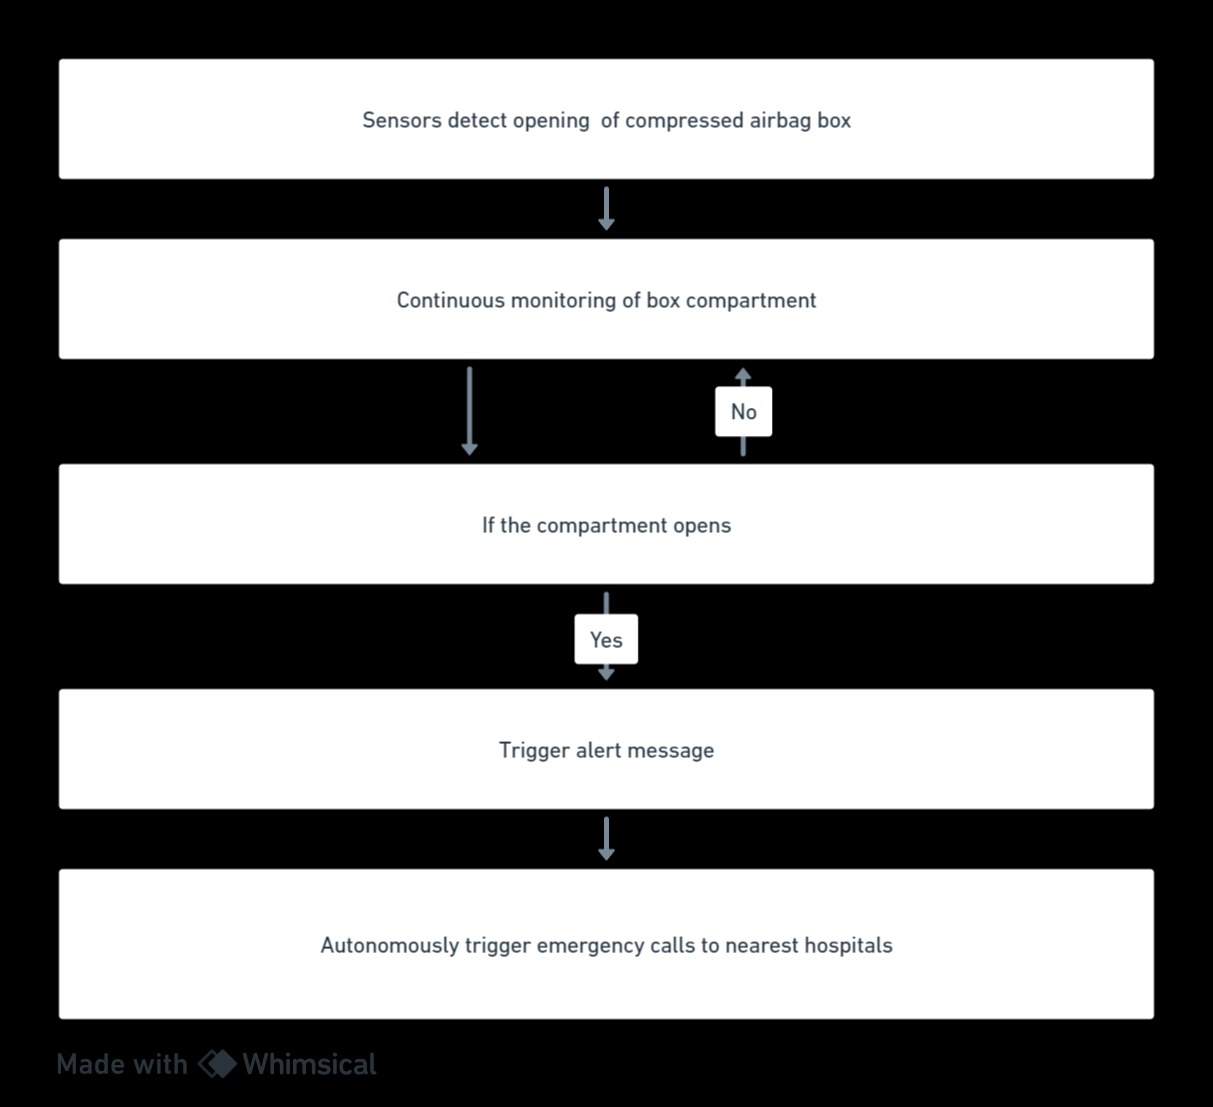 Sensors detect opening  of compressed airbag box
Continuous monitoring of box compartment
No
If the compartment opens
Yes
Trigger alert message
Autonomously trigger emergency calls to nearest hospitals
Made with Whimsical